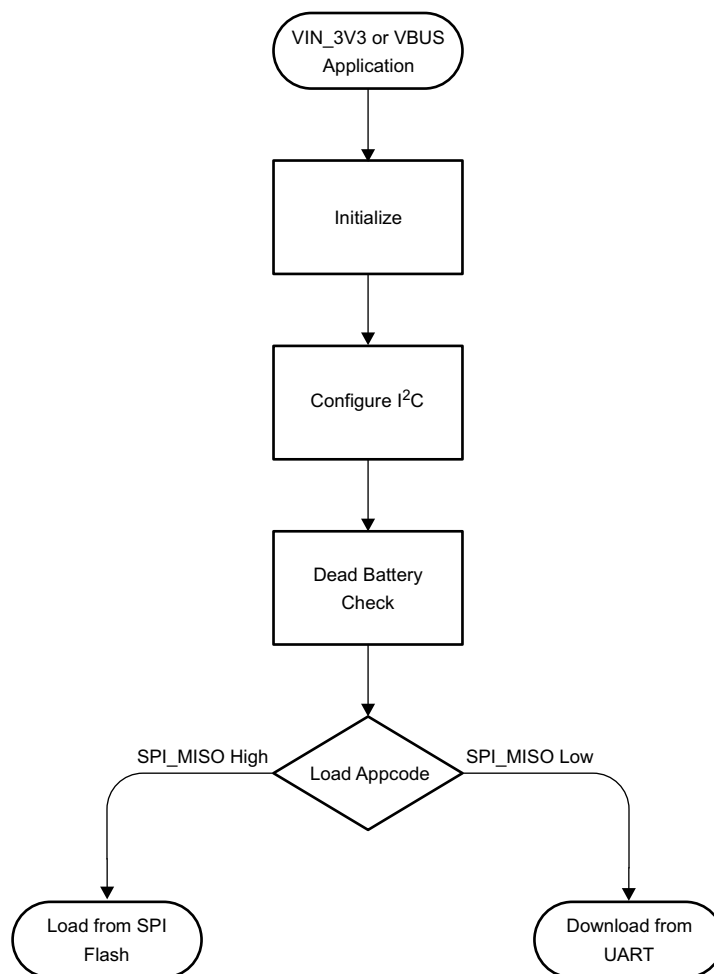 VIN_3V3 or VBUS
Application
Initialize
Configure I²C
Dead Battery
Check
SPI_MISO High
Load Appcode
SPI_MISO Low
Load from SPI
Flash
Download from
UART